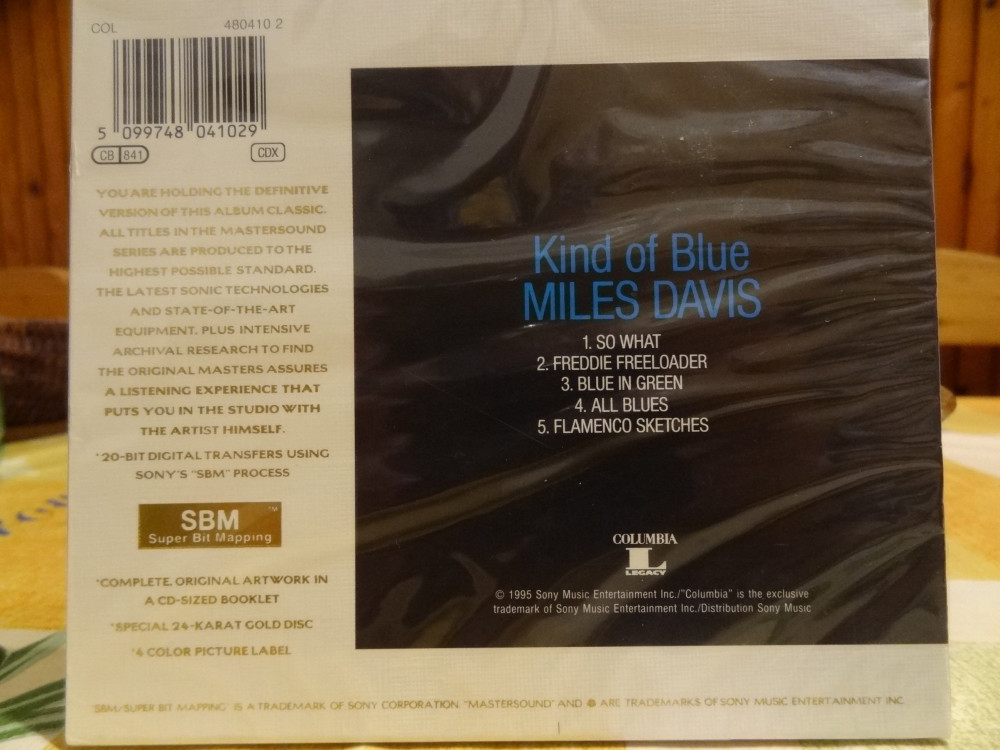 COL 480410 2
5 099748 041029
CB 841 CDX
YOU ARE HOLDING THE DEFINITIVE
VERSION OF THIS ALBUM CLASSIC.
ALL TITLES IN THE MASTERSOUND
SERIES ARE PRODUCED TO THE
HIGHEST POSSIBLE STANDARD.
THE LATEST SONIC TECHNOLOGIES
AND STATE-OF-THE-ART
EQUIPMENT, PLUS INTENSIVE
ARCHIVAL RESEARCH TO FIND
THE ORIGINAL MASTERS ASSURES
A LISTENING EXPERIENCE THAT
PUTS YOU IN THE STUDIO WITH
THE ARTIST HIMSELF.
*20-BIT DIGITAL TRANSFERS USING
SONY'S "SBM" PROCESS
SBM™
Super Bit Mapping
*COMPLETE, ORIGINAL ARTWORK IN
A CD-SIZED BOOKLET
*SPECIAL 24-KARAT GOLD DISC
*4 COLOR PICTURE LABEL
Kind of Blue
MILES DAVIS
1. SO WHAT
2. FREDDIE FREELOADER
3. BLUE IN GREEN
4. ALL BLUES
5. FLAMENCO SKETCHES
COLUMBIA
L
LEGACY
© 1995 Sony Music Entertainment Inc./"Columbia" is the exclusive
trademark of Sony Music Entertainment Inc./Distribution Sony Music
SBM/SUPER BIT MAPPING" IS A TRADEMARK OF SONY CORPORATION. "MASTERSOUND" AND ARE TRADEMARKS OF SONY MUSIC ENTERTAINMENT INC.